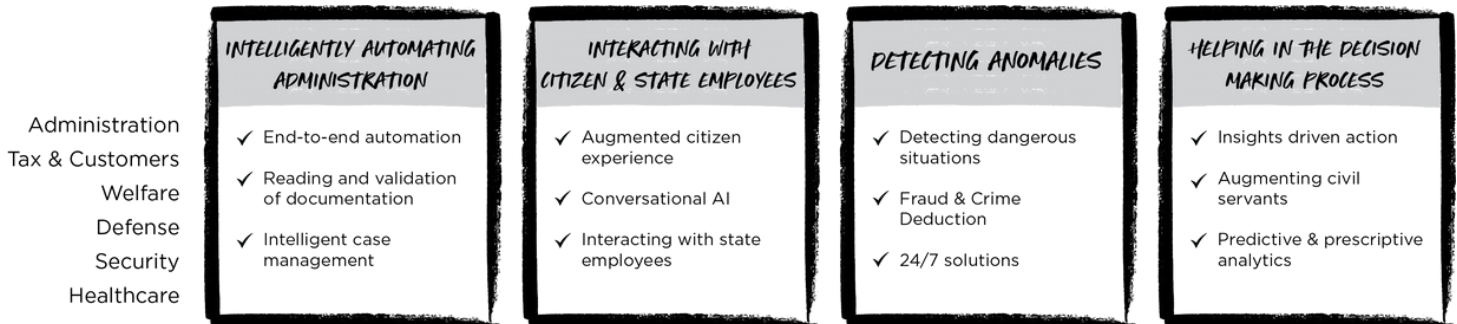 Administration
Tax & Customers
Welfare
Defense
Security
Healthcare
INTELLIGENTLY AUTOMATING
ADMINISTRATION
End-to-end automation
Reading and validation
of documentation
Intelligent case
management
INTERACTING WITH
CITIZEN & STATE EMPLOYEES
Augmented citizen
experience
Conversational AI
Interacting with state
employees
DETECTING ANOMALIES
Detecting dangerous
situations
Fraud & Crime
Deduction
24/7 solutions
HELPING IN THE DECISION
MAKING PROCESS
Insights driven action
Augmenting civil
servants
Predictive & prescriptive
analytics